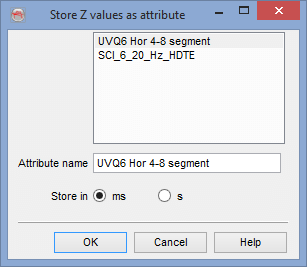 Store Z values as attribute
UVQ6 Hor 4-8 segment
SCI_6_20_Hz_HDTE
Attribute name UVQ6 Hor 4-8 segment
Store in ms s
OK Cancel Help